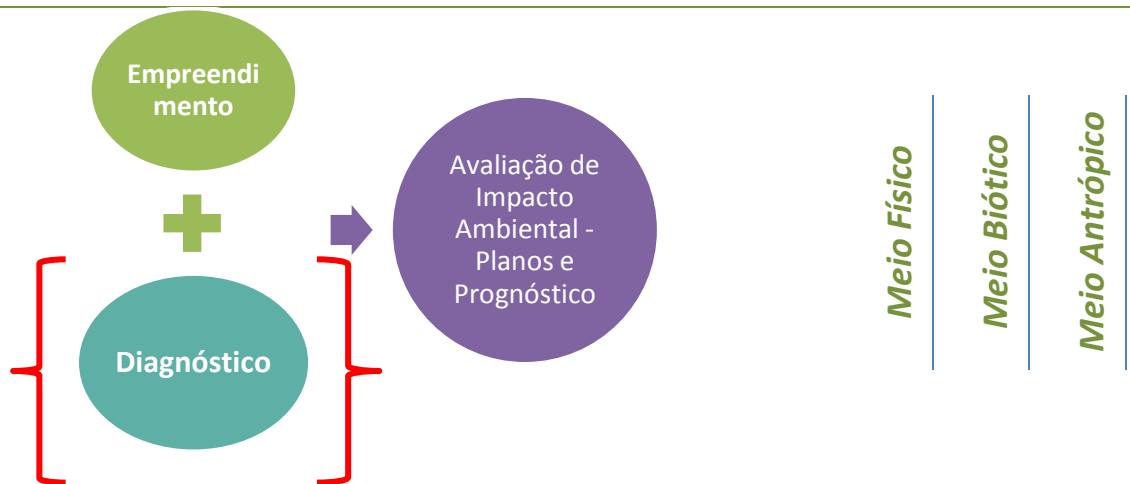 Empreendi
mento
Avaliação de
Impacto
Ambiental -
Planos e
Prognóstico
Diagnóstico
Meio Físico
Meio Biótico
Meio Antrópico